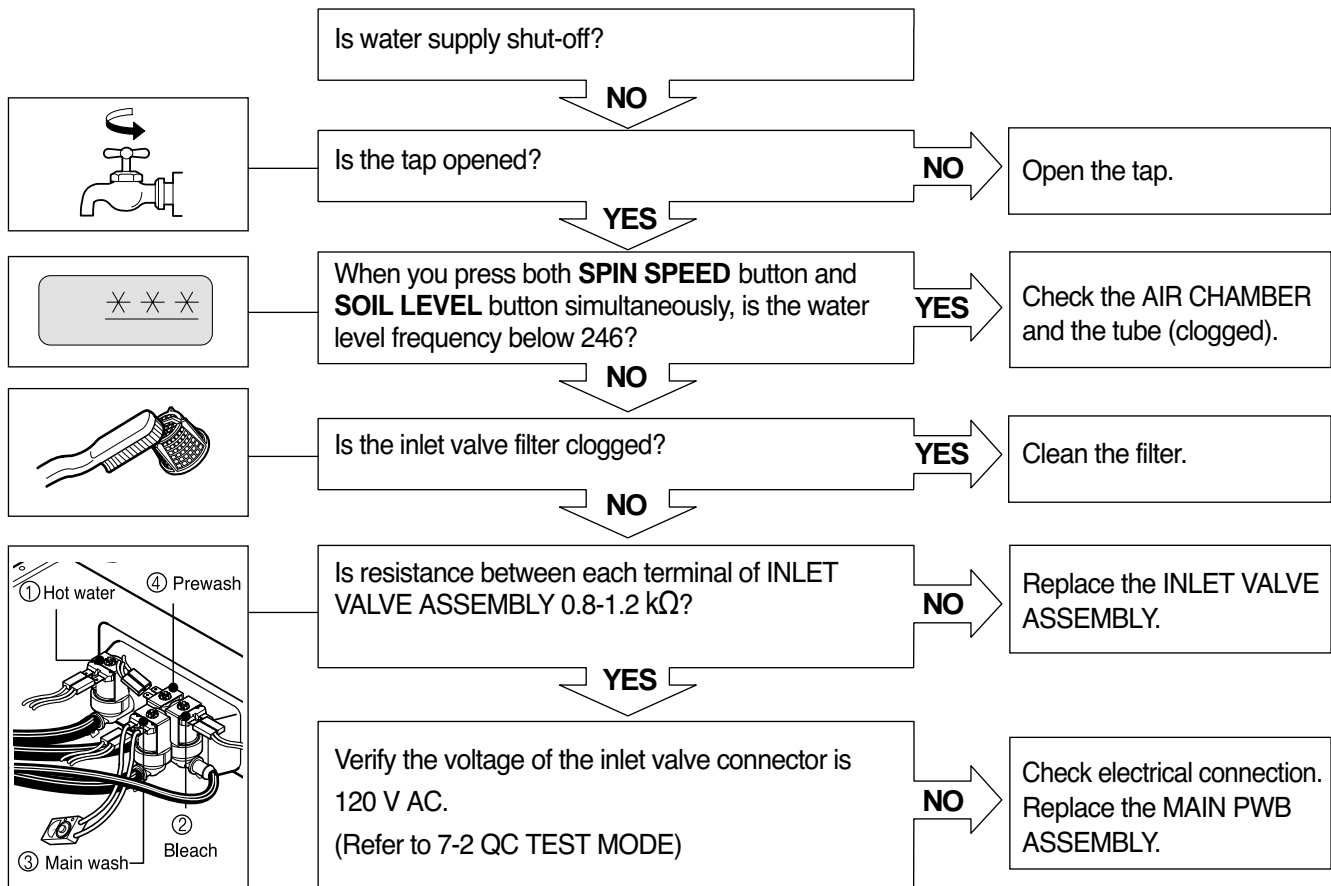 Is water supply shut-off?
NO
Is the tap opened?
NO
Open the tap.
YES
When you press both SPIN SPEED button and
SOIL LEVEL button simultaneously, is the water
level frequency below 246?
YES
Check the AIR CHAMBER
and the tube (clogged).
NO
Is the inlet valve filter clogged?
YES
Clean the filter.
NO
① Hot water
④ Prewash
② Bleach
③ Main wash
Is resistance between each terminal of INLET
VALVE ASSEMBLY 0.8-1.2 kΩ?
NO
Replace the INLET VALVE
ASSEMBLY.
YES
Verify the voltage of the inlet valve connector is
120 V AC.
(Refer to 7-2 QC TEST MODE)
NO
Check electrical connection.
Replace the MAIN PWB
ASSEMBLY.